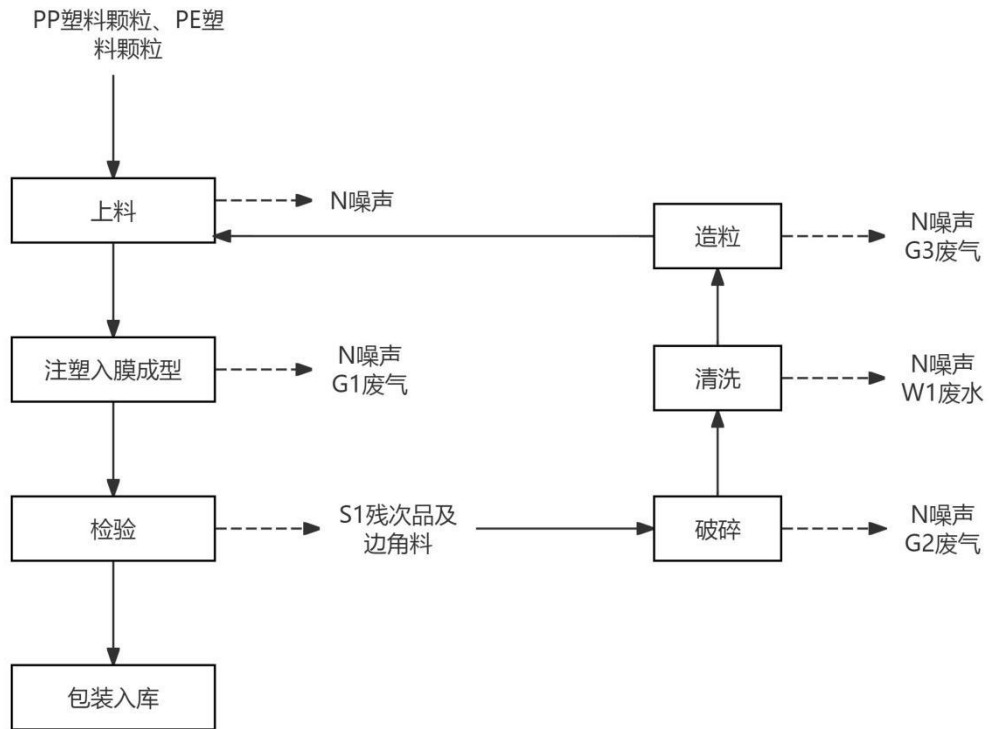 PP塑料颗粒、PE塑
料颗粒
上料
N噪声
造粒
N噪声
G3废气
注塑入膜成型
N噪声
G1废气
清洗
N噪声
W1废水
检验
S1残次品及
边角料
破碎
N噪声
G2废气
包装入库